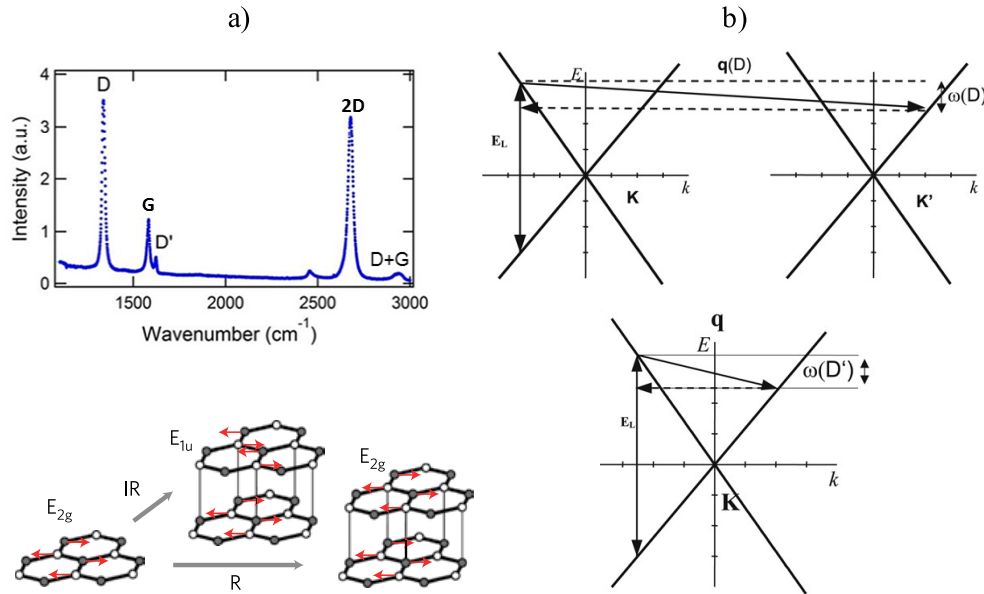 a)
b)
4
3
2
1
0
Intensity (a.u.)
D
G
D'
2D
D+G
1500
2000
2500
3000
Wavenumber (cm-1)
E2g
IR
E1u
R
E2g
E
q(D)
ω(D)
EL
K
k
K'
k
q
E
ω(D‘)
EL
K
k